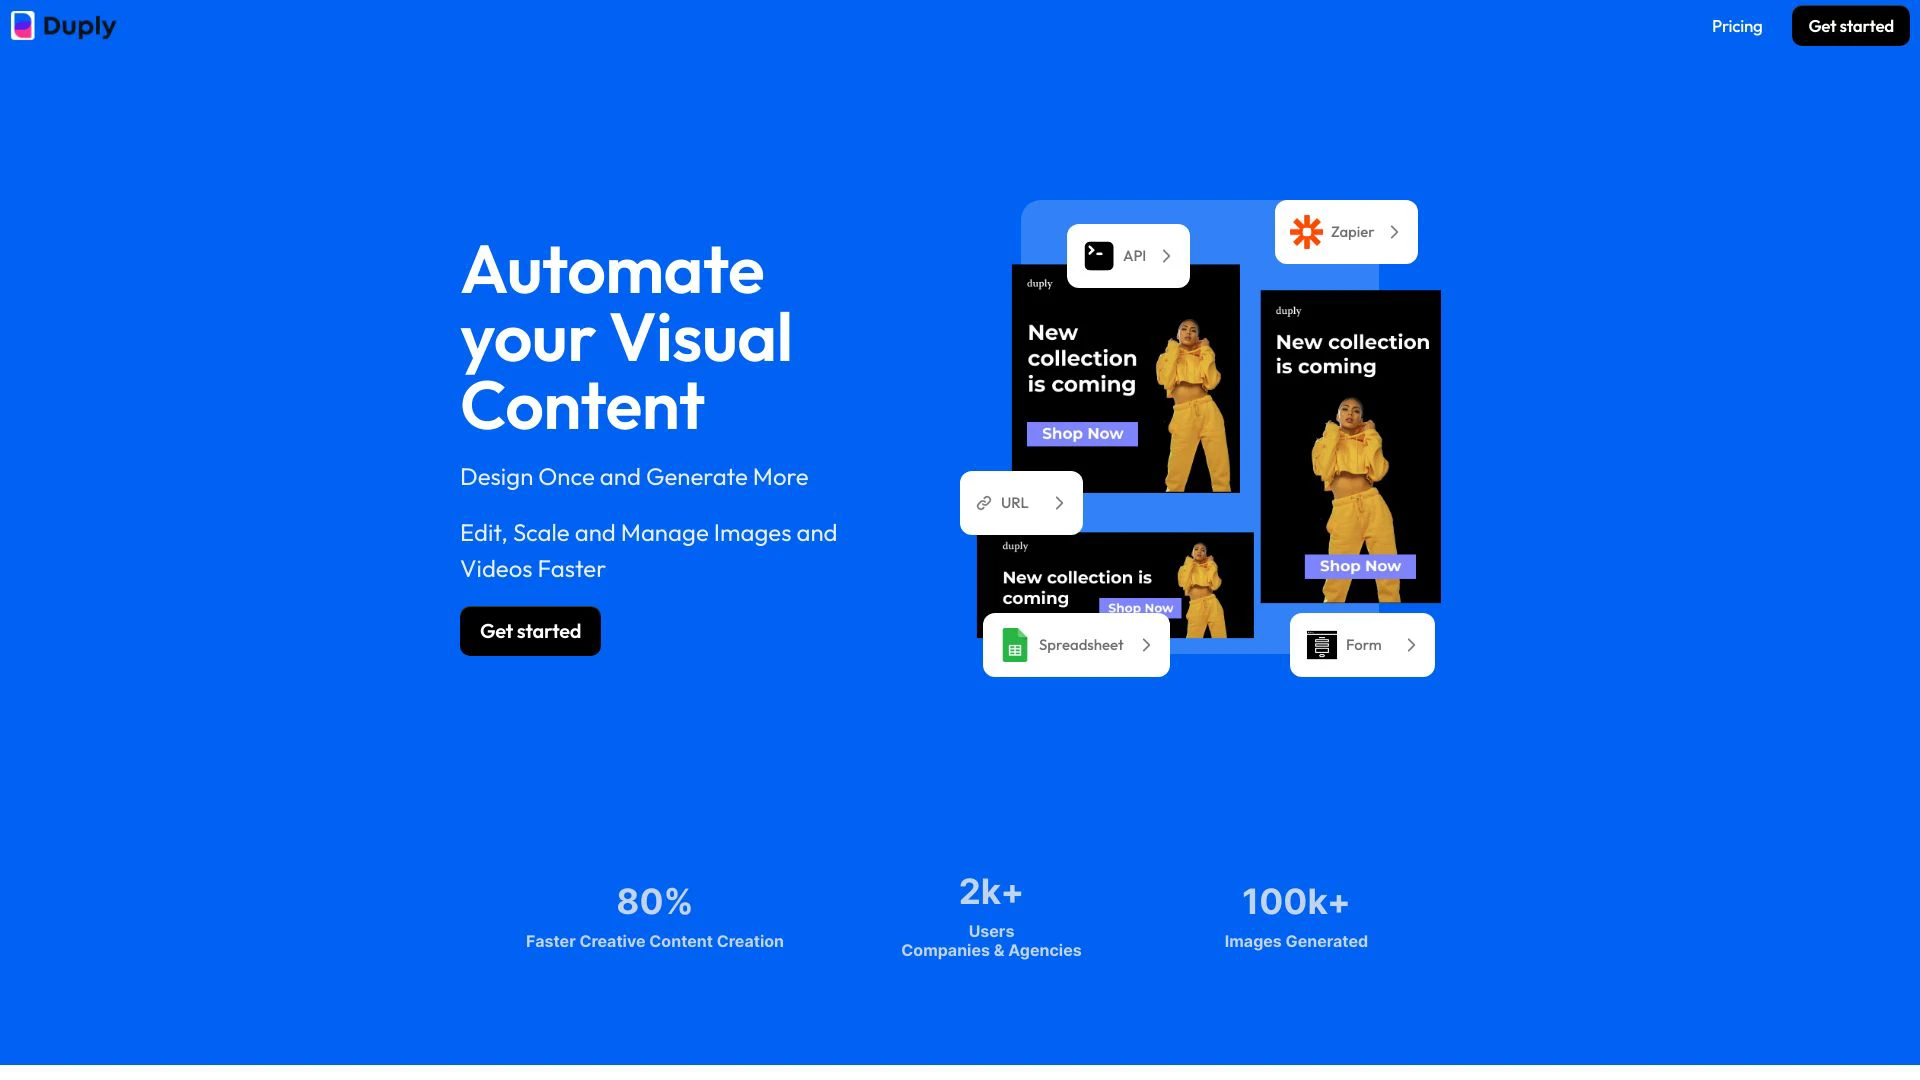 Duply
Pricing
Get started
Automate
your Visual
Content
Design Once and Generate More
Edit, Scale and Manage Images and
Videos Faster
Get started
API
Zapier
duply
New
collection
is coming
Shop Now
duply
New collection
is coming
Shop Now
URL
duply
New collection is
coming
Shop Now
Spreadsheet
Form
80%
Faster Creative Content Creation
2k+
Users
Companies & Agencies
100k+
Images Generated